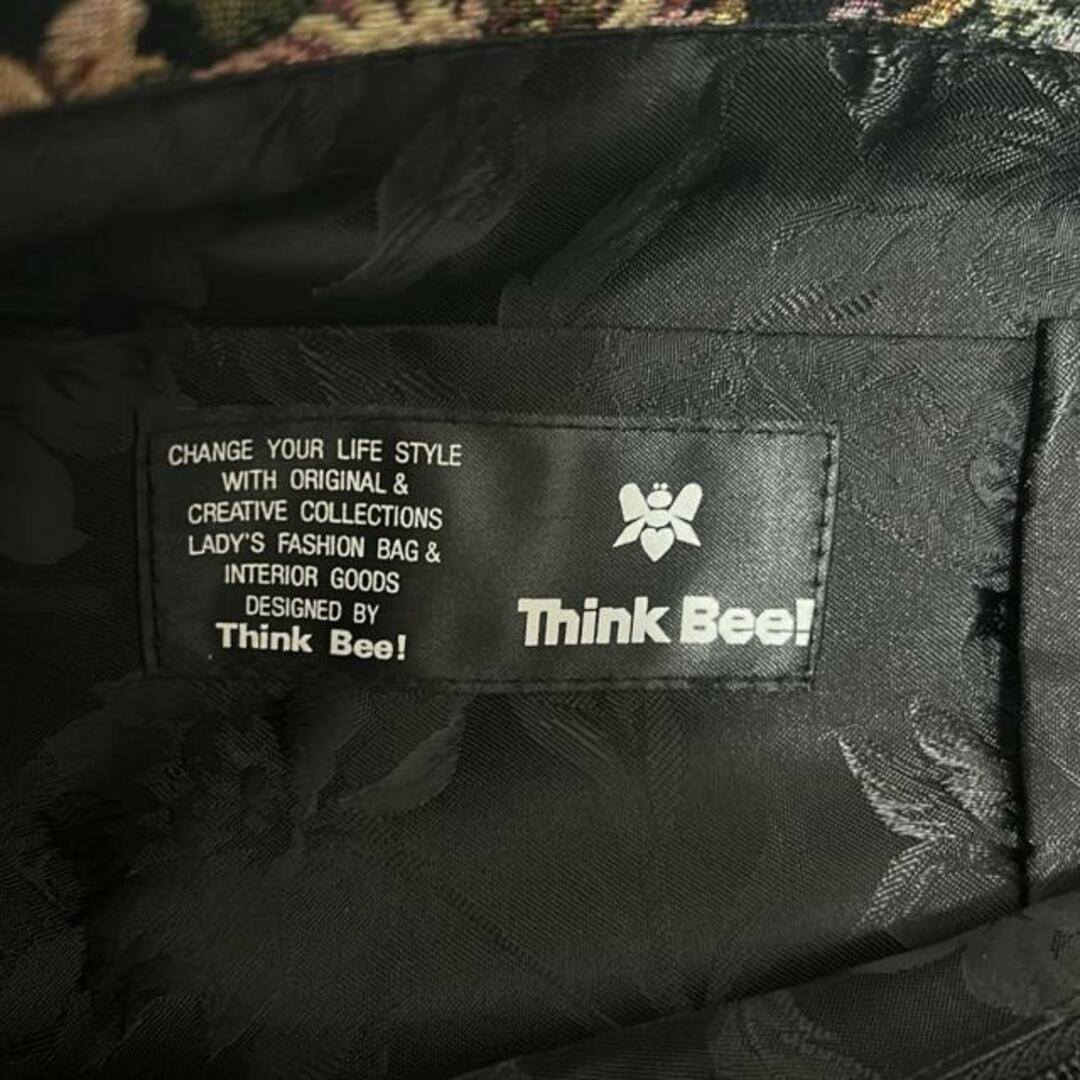 CHANGE YOUR LIFE STYLE
WITH ORIGINAL &
CREATIVE COLLECTIONS
LADY'S FASHION BAG &
INTERIOR GOODS
DESIGNED BY
Think Bee!
Think Bee!